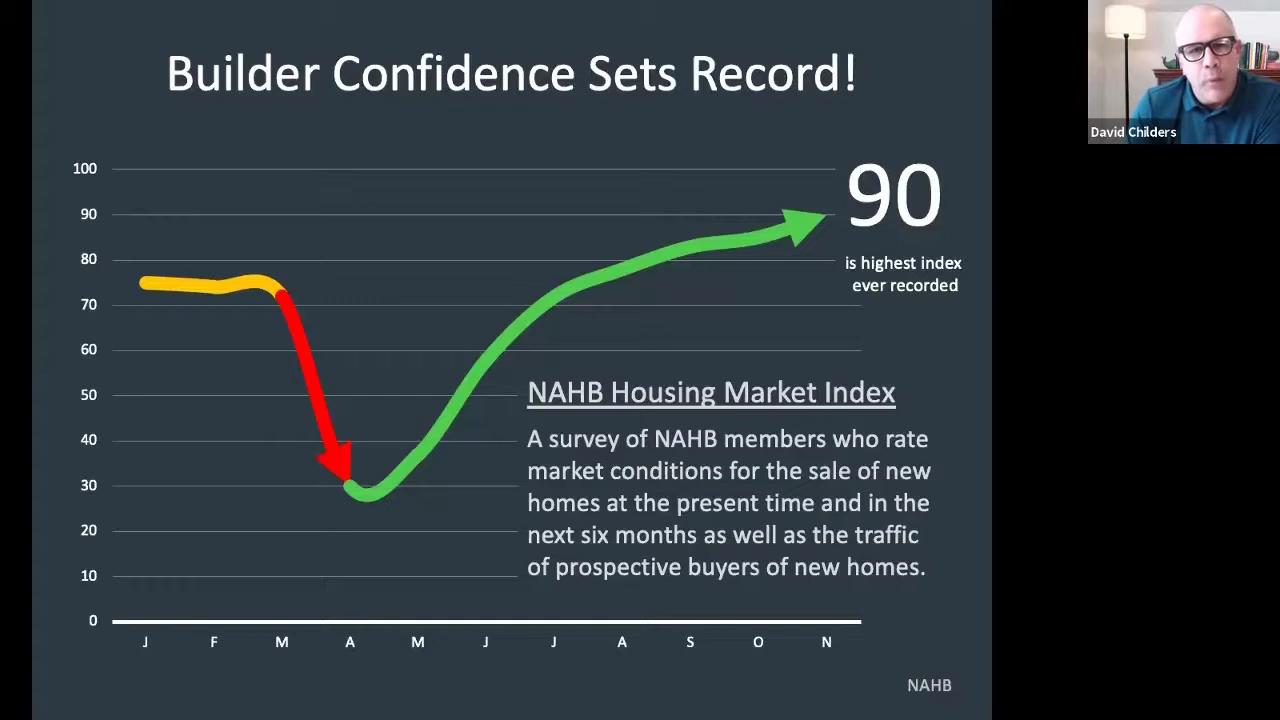 Builder Confidence Sets Record!
David Childers
100
90
80
70
60
50
40
30
20
10
0
90
is highest index
ever recorded
NAHB Housing Market Index
A survey of NAHB members who rate
market conditions for the sale of new
homes at the present time and in the
next six months as well as the traffic
of prospective buyers of new homes.
J F M A M J J A S O N
NAHB